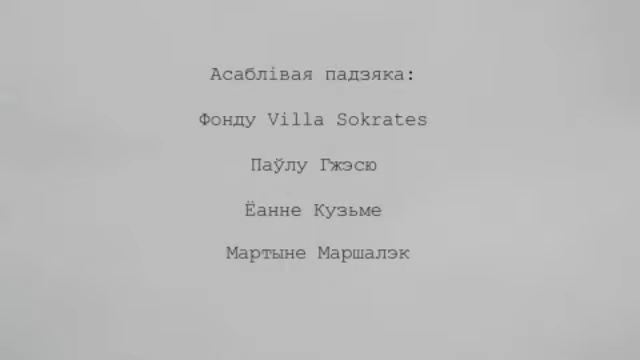 Асаблівая падзяка:
Фонду Villa Sokrates
Паўлу Гжэсю
Ёанне Кузьме
Мартыне Маршалэк